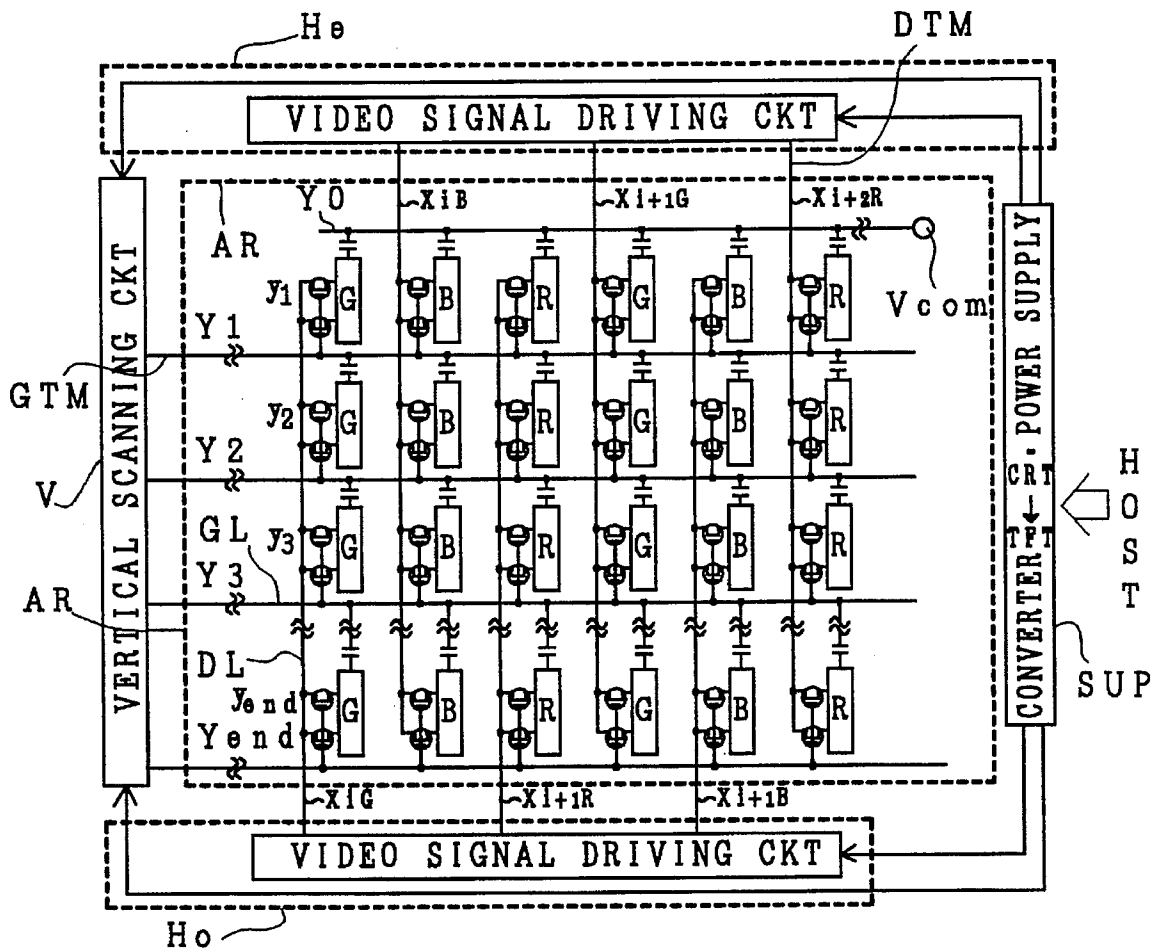 He
DTM
VIDEO SIGNAL DRIVING CKT
Y0
XiB
Xi+1G
Xi+2R
AR
Vcom
y1
G
B
R
G
B
R
Y1
GTM
y2
G
B
R
G
B
R
Y2
V
GL
y3
G
B
R
G
B
R
Y3
AR
DL
yend
G
B
R
G
B
R
Yend
VERTICAL SCANNING CKT
CONVERTER CRT→TFT • POWER SUPPLY
HOST
SUP
XiG
Xi+1R
Xi+1B
VIDEO SIGNAL DRIVING CKT
Ho